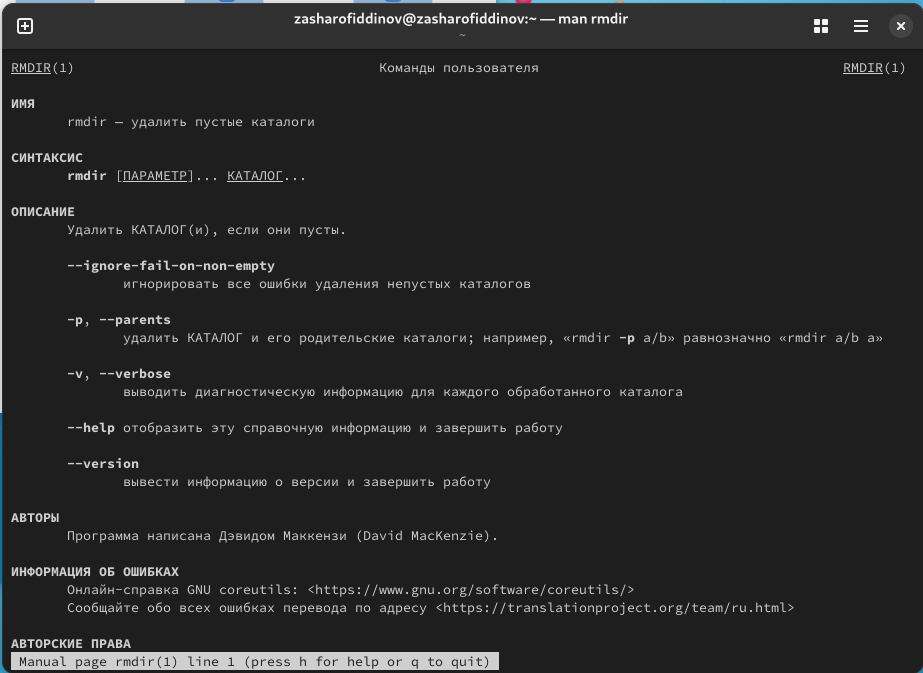 zasharofiddinov@zasharofiddinov:~ — man rmdir
~
RMDIR(1) Команды пользователя RMDIR(1)
ИМЯ
rmdir — удалить пустые каталоги
СИНТАКСИС
rmdir [ПАРАМЕТР]... КАТАЛОГ...
ОПИСАНИЕ
Удалить КАТАЛОГ(и), если они пусты.
--ignore-fail-on-non-empty
игнорировать все ошибки удаления непустых каталогов
-p, --parents
удалить КАТАЛОГ и его родительские каталоги; например, «rmdir -p a/b» равнозначно «rmdir a/b a»
-v, --verbose
выводить диагностическую информацию для каждого обработанного каталога
--help отобразить эту справочную информацию и завершить работу
--version
вывести информацию о версии и завершить работу
АВТОРЫ
Программа написана Дэвидом Маккензи (David MacKenzie).
ИНФОРМАЦИЯ ОБ ОШИБКАХ
Онлайн-справка GNU coreutils: <https://www.gnu.org/software/coreutils/>
Сообщайте обо всех ошибках перевода по адресу <https://translationproject.org/team/ru.html>
АВТОРСКИЕ ПРАВА
Manual page rmdir(1) line 1 (press h for help or q to quit)